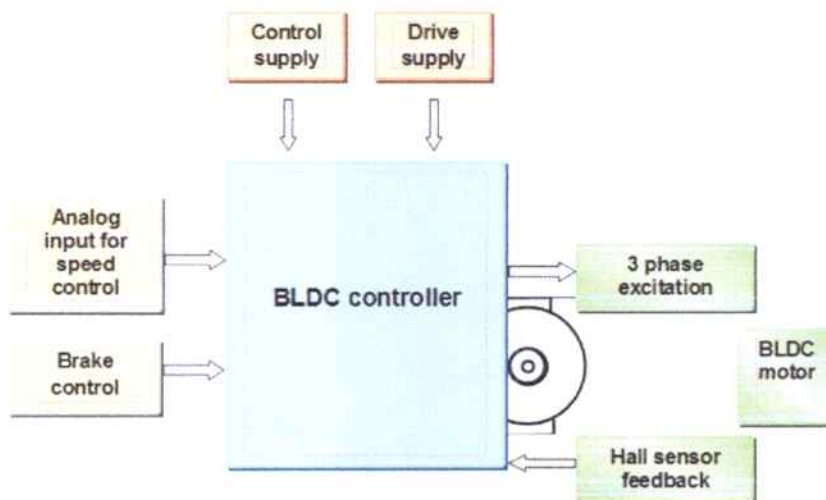 Control
supply
Drive
supply
Analog
input for
speed
control
BLDC controller
3 phase
excitation
Brake
control
BLDC
motor
Hall sensor
feedback